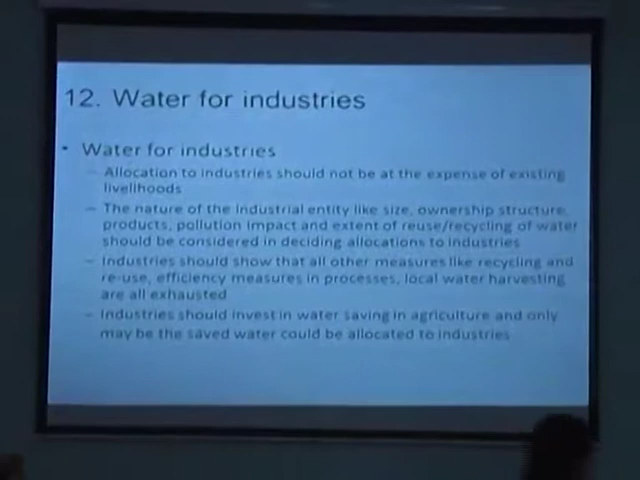 12. Water for industries
• Water for industries
– Allocation to industries should not be at the expense of existing
livelihoods
– The nature of the industrial entity like size, ownership structure,
products, pollution impact and extent of reuse/recycling of water
should be considered in deciding allocations to industries
– Industries should show that all other measures like recycling and
re-use, efficiency measures in processes, local water harvesting
are all exhausted
– Industries should invest in water saving in agriculture and only
may be the saved water could be allocated to industries